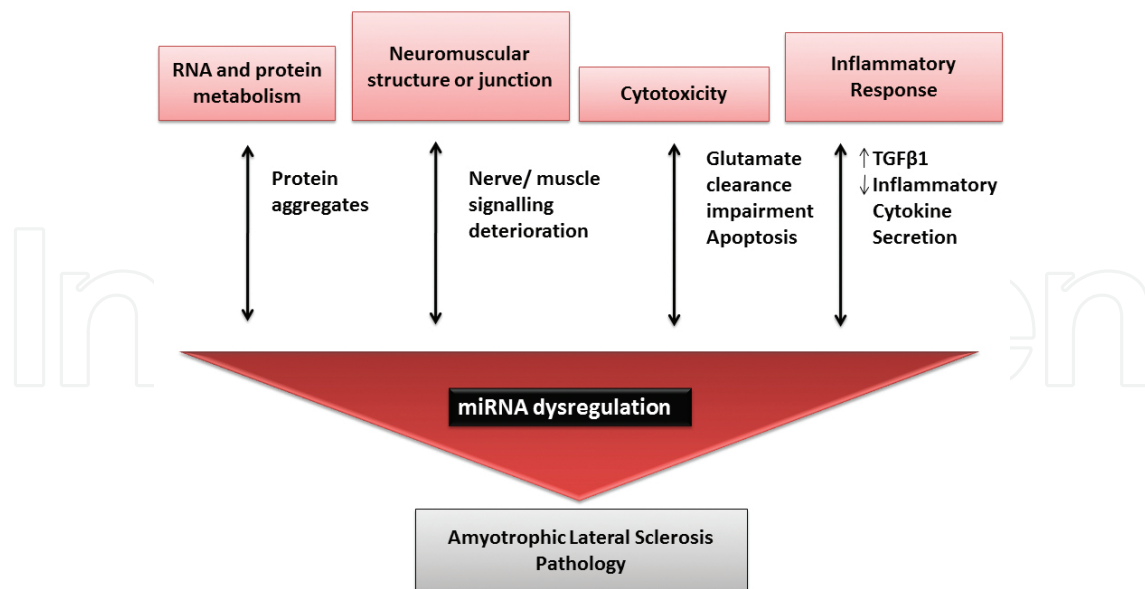 RNA and protein
metabolism
Neuromuscular
structure or junction
Cytotoxicity
Inflammatory
Response
Protein
aggregates
Nerve/ muscle
signalling
deterioration
Glutamate
clearance
impairment
Apoptosis
↑ TGFβ1
↓ Inflammatory
Cytokine
Secretion
miRNA dysregulation
Amyotrophic Lateral Sclerosis
Pathology